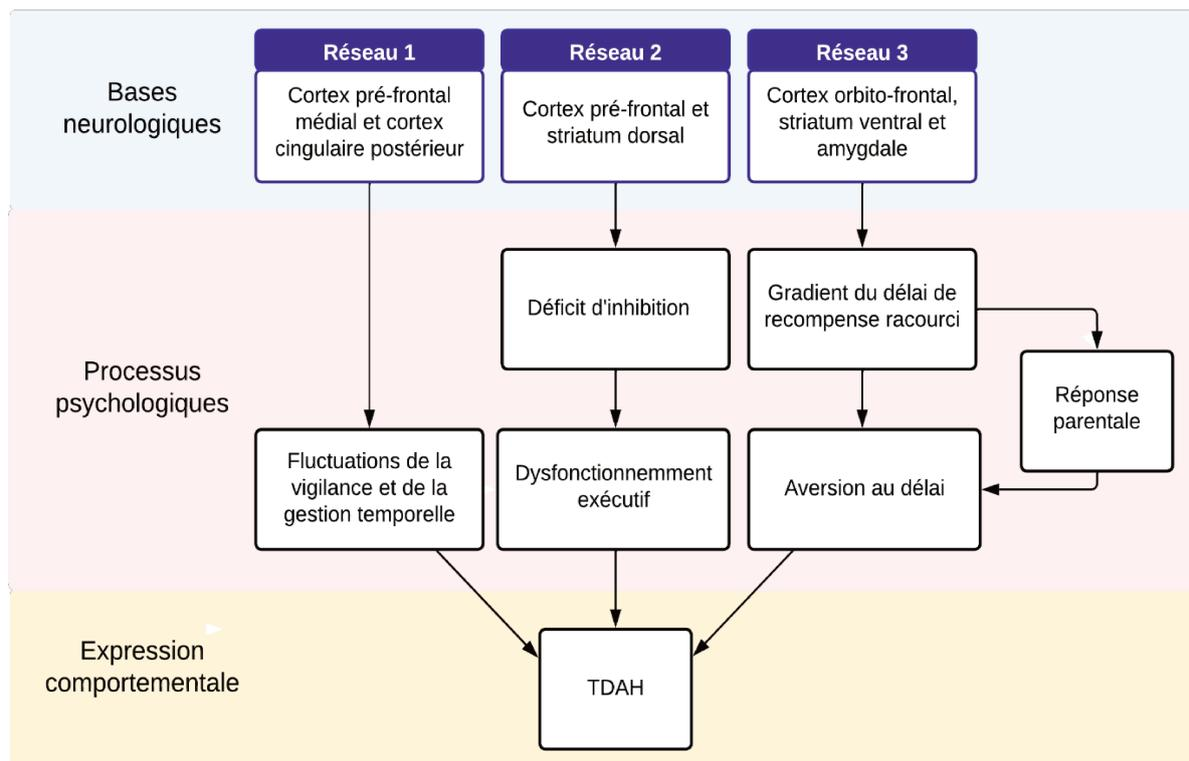 Réseau 1
Réseau 2
Réseau 3
Bases
neurologiques
Cortex pré-frontal
médial et cortex
cingulaire postérieur
Cortex pré-frontal et
striatum dorsal
Cortex orbito-frontal,
striatum ventral et
amygdale
Processus
psychologiques
Déficit d'inhibition
Gradient du délai de
recompense racourci
Réponse
parentale
Fluctuations de la
vigilance et de la
gestion temporelle
Dysfonctionnemment
exécutif
Aversion au délai
Expression
comportementale
TDAH